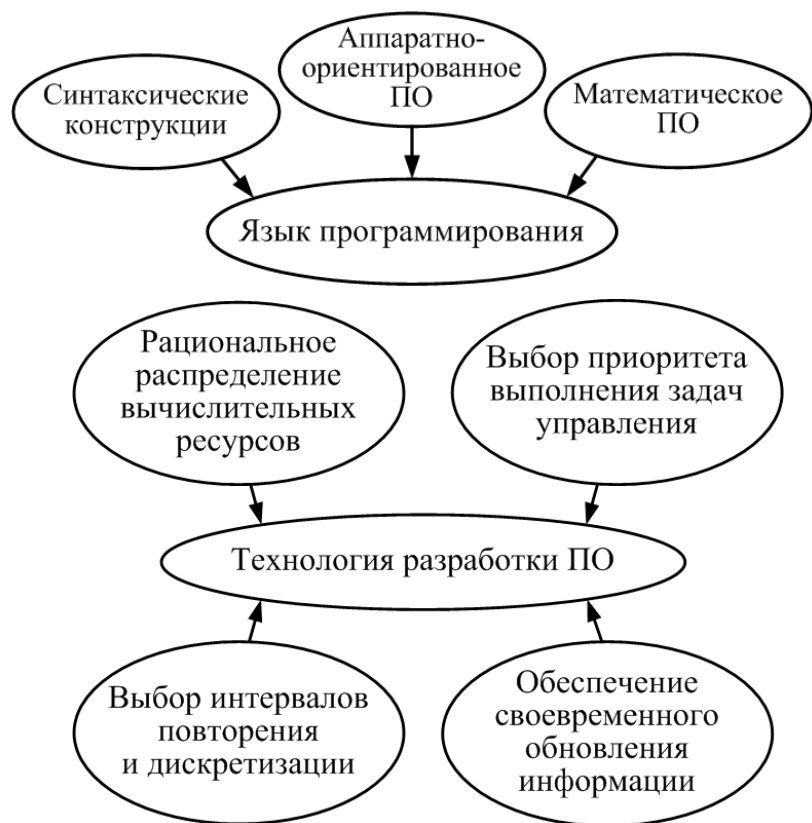 Синтаксические
конструкции
Аппаратно-
ориентированное
ПО
Математическое
ПО
Язык программирования
Рациональное
распределение
вычислительных
ресурсов
Выбор приоритета
выполнения задач
управления
Технология разработки ПО
Выбор интервалов
повторения
и дискретизации
Обеспечение
своевременного
обновления
информации